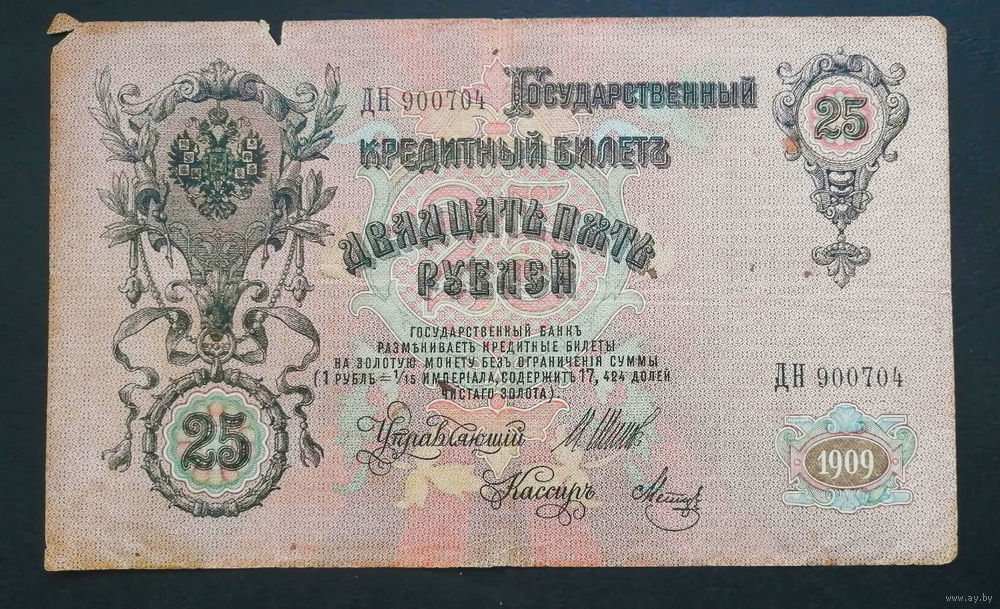 ДН 900704 Государственный
25
Кредитный Билетъ
Двадцать пять
Рублей
Государственный Банкъ
размѣниваетъ кредитные билеты
на золотую монету безъ ограниченія суммы
(1 рубль = 1/15 имперіала, содержитъ 17, 424 долей
чистаго золота).
ДН 900704
25
Управляющій
1909
Кассиръ
www.ay.by